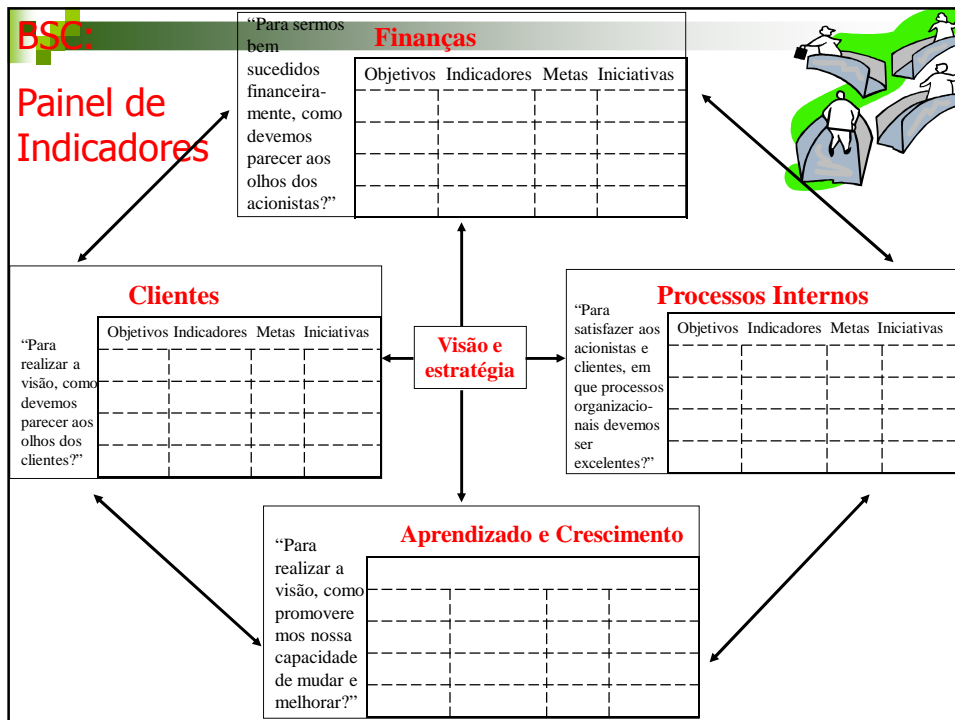 BSC:
Painel de
Indicadores
“Para sermos
bem
sucedidos
financeira-
mente, como
devemos
parecer aos
olhos dos
acionistas?”
Finanças
Objetivos Indicadores Metas Iniciativas
Clientes
“Para
realizar a
visão, como
devemos
parecer aos
olhos dos
clientes?”
Objetivos Indicadores Metas Iniciativas
Visão e
estratégia
Processos Internos
“Para
satisfazer aos
acionistas e
clientes, em
que processos
organizacio-
nais devemos
ser
excelentes?”
Objetivos Indicadores Metas Iniciativas
Aprendizado e Crescimento
“Para
realizar a
visão, como
promovere
mos nossa
capacidade
de mudar e
melhorar?”